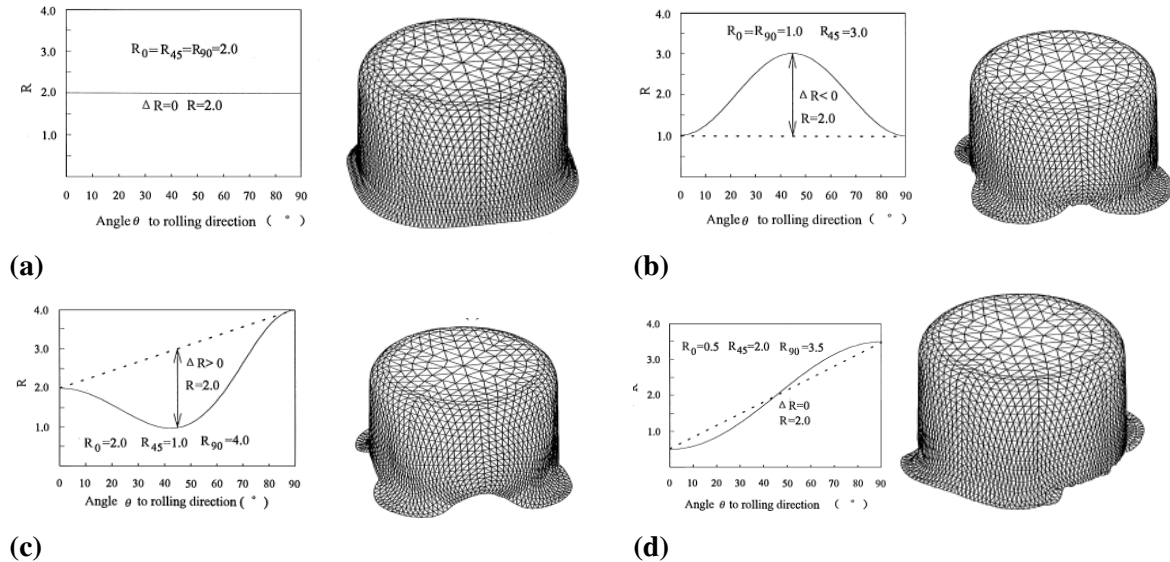 4.0
R₀=R₄₅=R₉₀=2.0
3.0
R
2.0
Δ R=0 R=2.0
1.0
0 10 20 30 40 50 60 70 80 90
Angle θ to rolling direction ( ° )
(a)
4.0
R₀=R₉₀=1.0 R₄₅=3.0
3.0
R
Δ R< 0
2.0
R=2.0
1.0
0 10 20 30 40 50 60 70 80 90
Angle θ to rolling direction ( ° )
(b)
4.0
3.0
Δ R> 0
R
2.0
R=2.0
1.0
R₀=2.0 R₄₅=1.0 R₉₀=4.0
0 10 20 30 40 50 60 70 80 90
Angle θ to rolling direction ( ° )
(c)
4.0
R₀=0.5 R₄₅=2.0 R₉₀=3.5
3.0
2.0
Δ R=0
R=2.0
1.0
0 10 20 30 40 50 60 70 80 90
Angle θ to rolling direction ( ° )
(d)